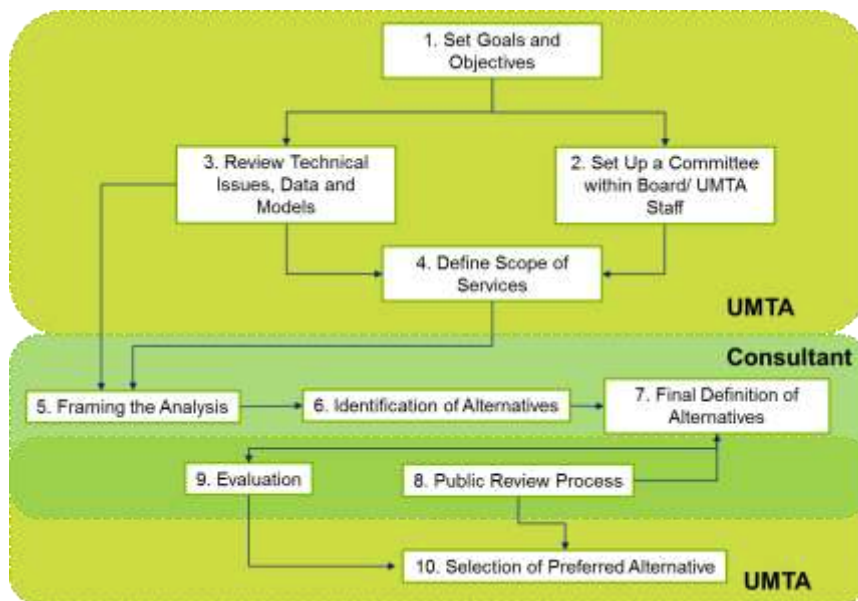 1. Set Goals and
Objectives
3. Review Technical
Issues, Data and
Models
2. Set Up a Committee
within Board/ UMTA
Staff
4. Define Scope of
Services
UMTA
Consultant
5. Framing the Analysis
6. Identification of Alternatives
7. Final Definition of
Alternatives
9. Evaluation
8. Public Review Process
10. Selection of Preferred Alternative
UMTA